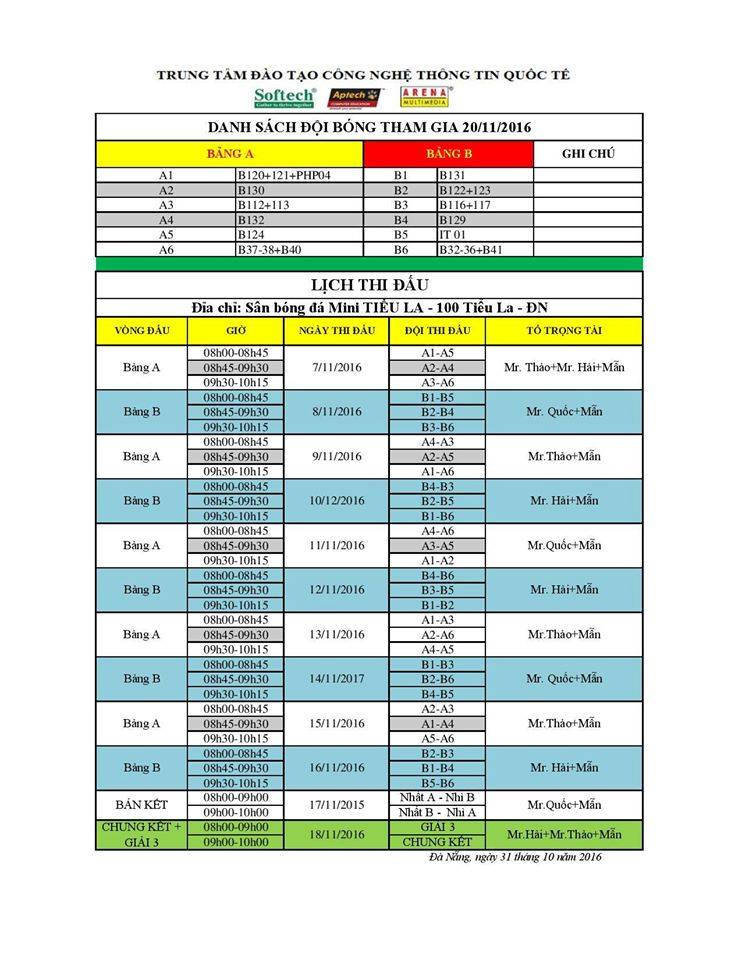 TRUNG TÂM ĐÀO TẠO CÔNG NGHỆ THÔNG TIN QUỐC TẾ
Softech Aptech ARENA
Gather to thrive together COMPUTER EDUCATION MULTIMEDIA
DANH SÁCH ĐỘI BÓNG THAM GIA 20/11/2016
BẢNG A BẢNG B GHI CHÚ
A1 B120+121+PHP04 B1 B131
A2 B130 B2 B122+123
A3 B112+113 B3 B116+117
A4 B132 B4 B129
A5 B124 B5 IT 01
A6 B37-38+B40 B6 B32-36+B41
LỊCH THI ĐẤU
Đỉa chỉ: Sân bóng đá Mini TIỂU LA - 100 Tiểu La - ĐN
VÒNG ĐẤU GIỜ NGÀY THI ĐẤU ĐỘI THI ĐẤU TỔ TRỌNG TÀI
08h00-08h45 A1-A5
Bảng A 08h45-09h30 7/11/2016 A2-A4 Mr. Thảo+Mr. Hải+Mẫn
09h30-10h15 A3-A6
08h00-08h45 B1-B5
Bảng B 08h45-09h30 8/11/2016 B2-B4 Mr. Quốc+Mẫn
09h30-10h15 B3-B6
08h00-08h45 A4-A3
Bảng A 08h45-09h30 9/11/2016 A2-A5 Mr.Thảo+Mẫn
09h30-10h15 A1-A6
08h00-08h45 B4-B3
Bảng B 08h45-09h30 10/12/2016 B2-B5 Mr. Hải+Mẫn
09h30-10h15 B1-B6
08h00-08h45 A4-A6
Bảng A 08h45-09h30 11/11/2016 A3-A5 Mr.Quốc+Mẫn
09h30-10h15 A1-A2
08h00-08h45 B4-B6
Bảng B 08h45-09h30 12/11/2016 B3-B5 Mr. Hải+Mẫn
09h30-10h15 B1-B2
08h00-08h45 A1-A3
Bảng A 08h45-09h30 13/11/2016 A2-A6 Mr.Thảo+Mẫn
09h30-10h15 A4-A5
08h00-08h45 B1-B3
Bảng B 08h45-09h30 14/11/2017 B2-B6 Mr. Quốc+Mẫn
09h30-10h15 B4-B5
08h00-08h45 A2-A3
Bảng A 08h45-09h30 15/11/2016 A1-A4 Mr.Thảo+Mẫn
09h30-10h15 A5-A6
08h00-08h45 B2-B3
Bảng B 08h45-09h30 16/11/2016 B1-B4 Mr. Hải+Mẫn
09h30-10h15 B5-B6
BÁN KẾT 08h00-09h00 17/11/2015 Nhất A - Nhì B Mr.Quốc+Mẫn
09h00-10h00 Nhất B - Nhì A
CHUNG KẾT + 08h00-09h00 18/11/2016 GIẢI 3 Mr.Hải+Mr.Thảo+Mẫn
GIẢI 3 09h00-10h00 CHUNG KẾT
Đà Nẵng, ngày 31 tháng 10 năm 2016